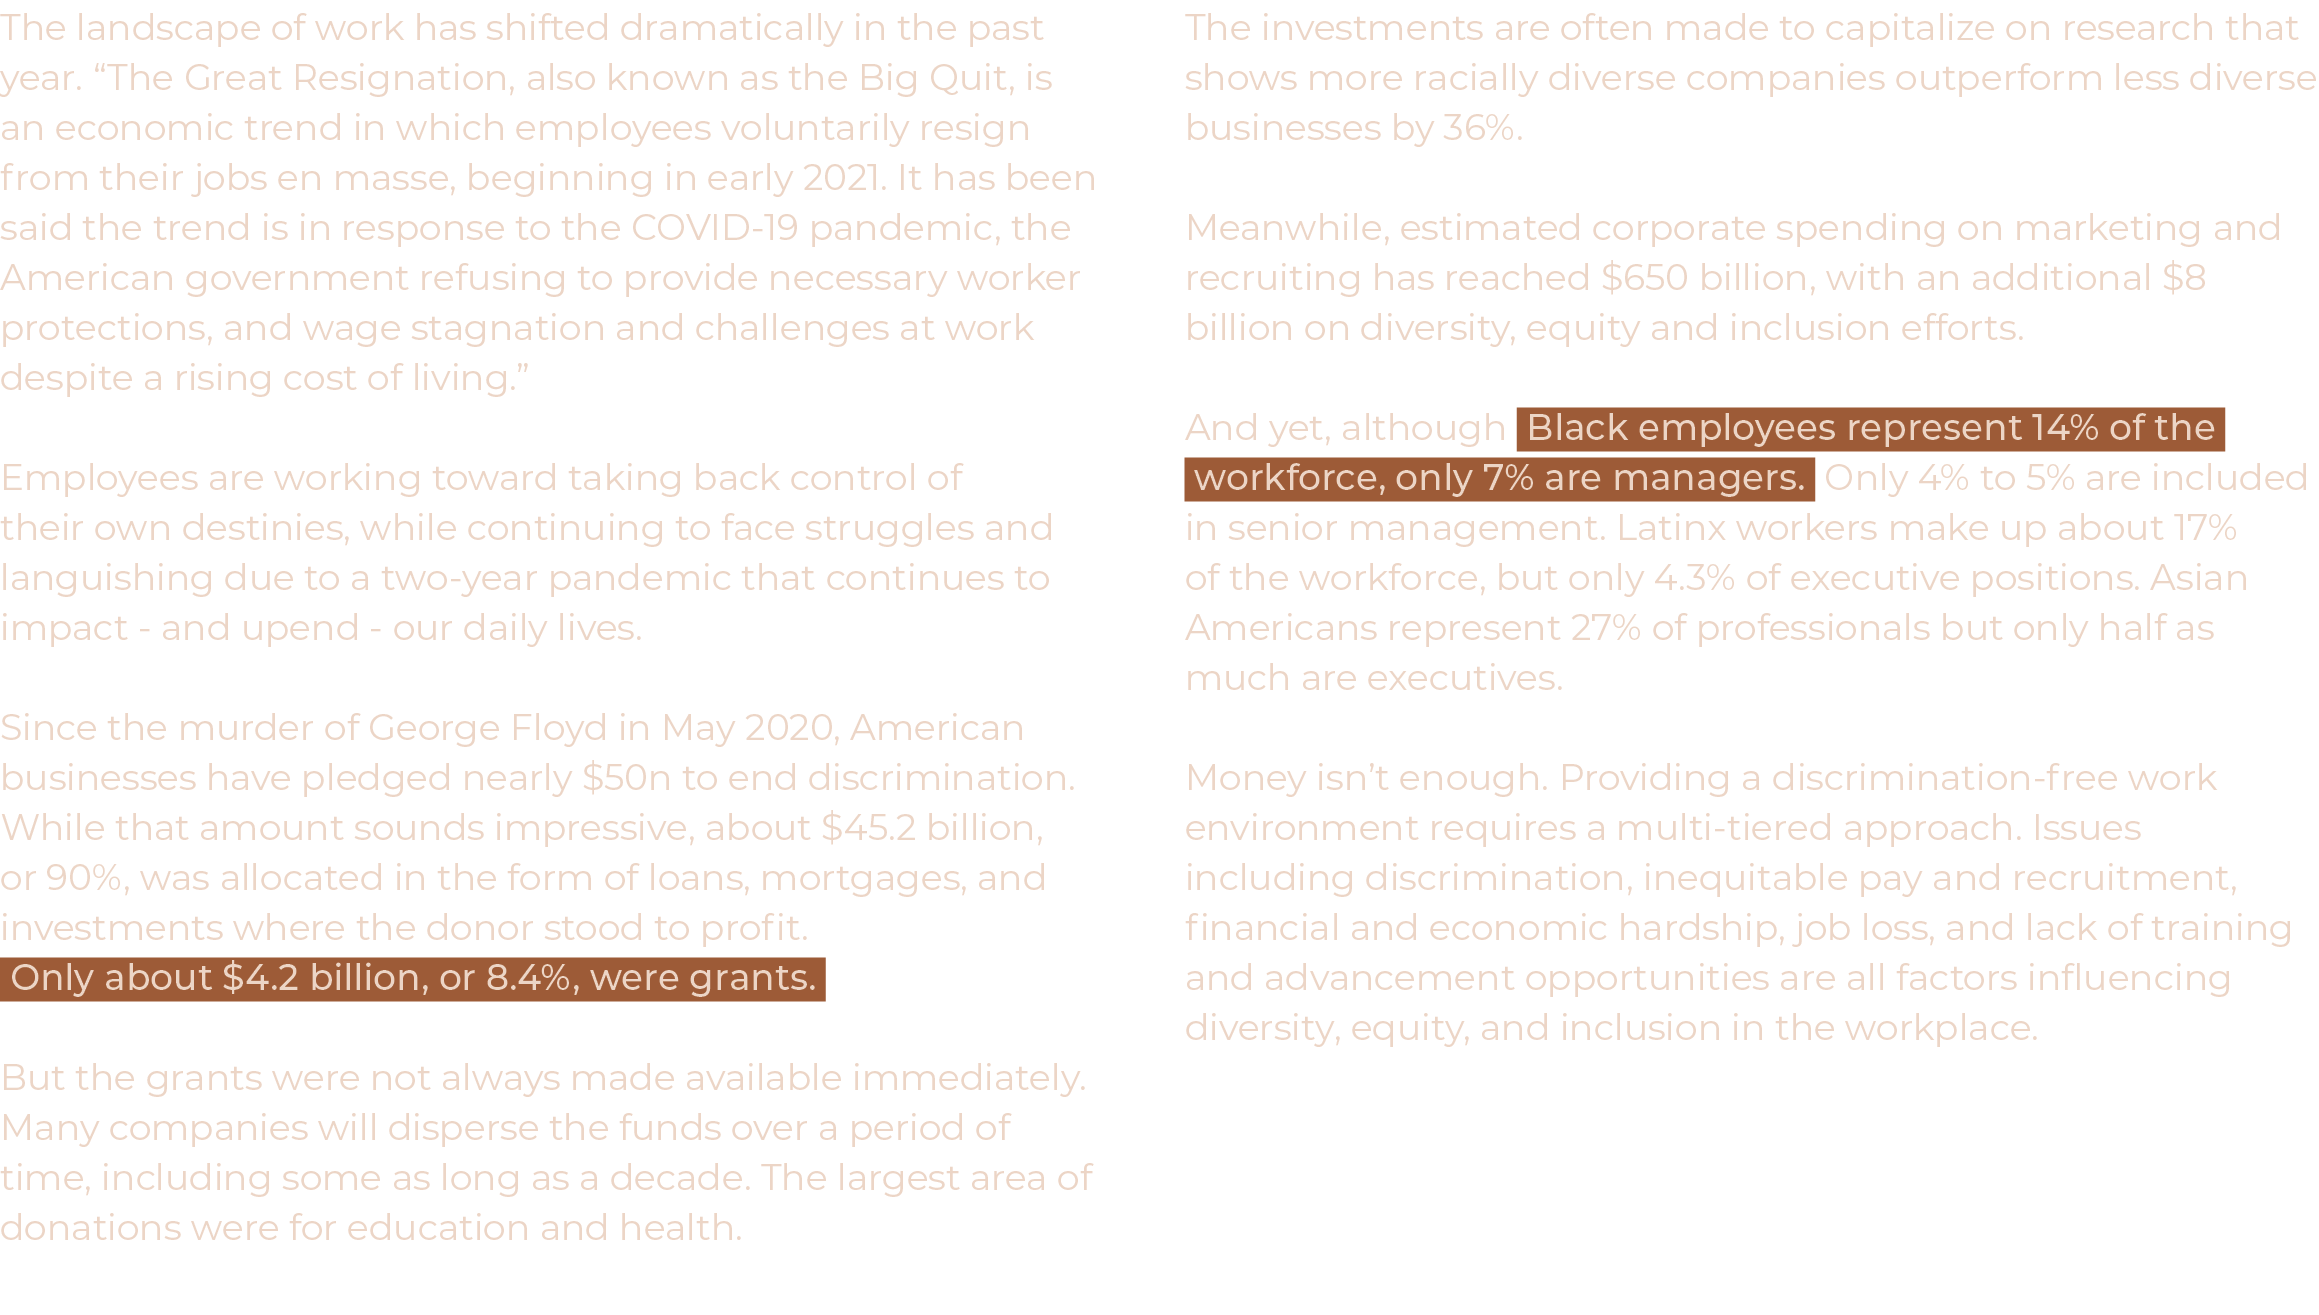 The landscape of work has shifted dramatically in the past
year. “The Great Resignation, also known as the Big Quit, is
an economic trend in which employees voluntarily resign
from their jobs en masse, beginning in early 2021. It has been
said the trend is in response to the COVID-19 pandemic, the
American government refusing to provide necessary worker
protections, and wage stagnation and challenges at work
despite a rising cost of living.”
Employees are working toward taking back control of
their own destinies, while continuing to face struggles and
languishing due to a two-year pandemic that continues to
impact - and upend - our daily lives.
Since the murder of George Floyd in May 2020, American
businesses have pledged nearly $50n to end discrimination.
While that amount sounds impressive, about $45.2 billion,
or 90%, was allocated in the form of loans, mortgages, and
investments where the donor stood to profit.
Only about $4.2 billion, or 8.4%, were grants.
But the grants were not always made available immediately.
Many companies will disperse the funds over a period of
time, including some as long as a decade. The largest area of
donations were for education and health.
The investments are often made to capitalize on research that
shows more racially diverse companies outperform less diverse
businesses by 36%.
Meanwhile, estimated corporate spending on marketing and
recruiting has reached $650 billion, with an additional $8
billion on diversity, equity and inclusion efforts.
And yet, although Black employees represent 14% of the
workforce, only 7% are managers. Only 4% to 5% are included
in senior management. Latinx workers make up about 17%
of the workforce, but only 4.3% of executive positions. Asian
Americans represent 27% of professionals but only half as
much are executives.
Money isn’t enough. Providing a discrimination-free work
environment requires a multi-tiered approach. Issues
including discrimination, inequitable pay and recruitment,
financial and economic hardship, job loss, and lack of training
and advancement opportunities are all factors influencing
diversity, equity, and inclusion in the workplace.